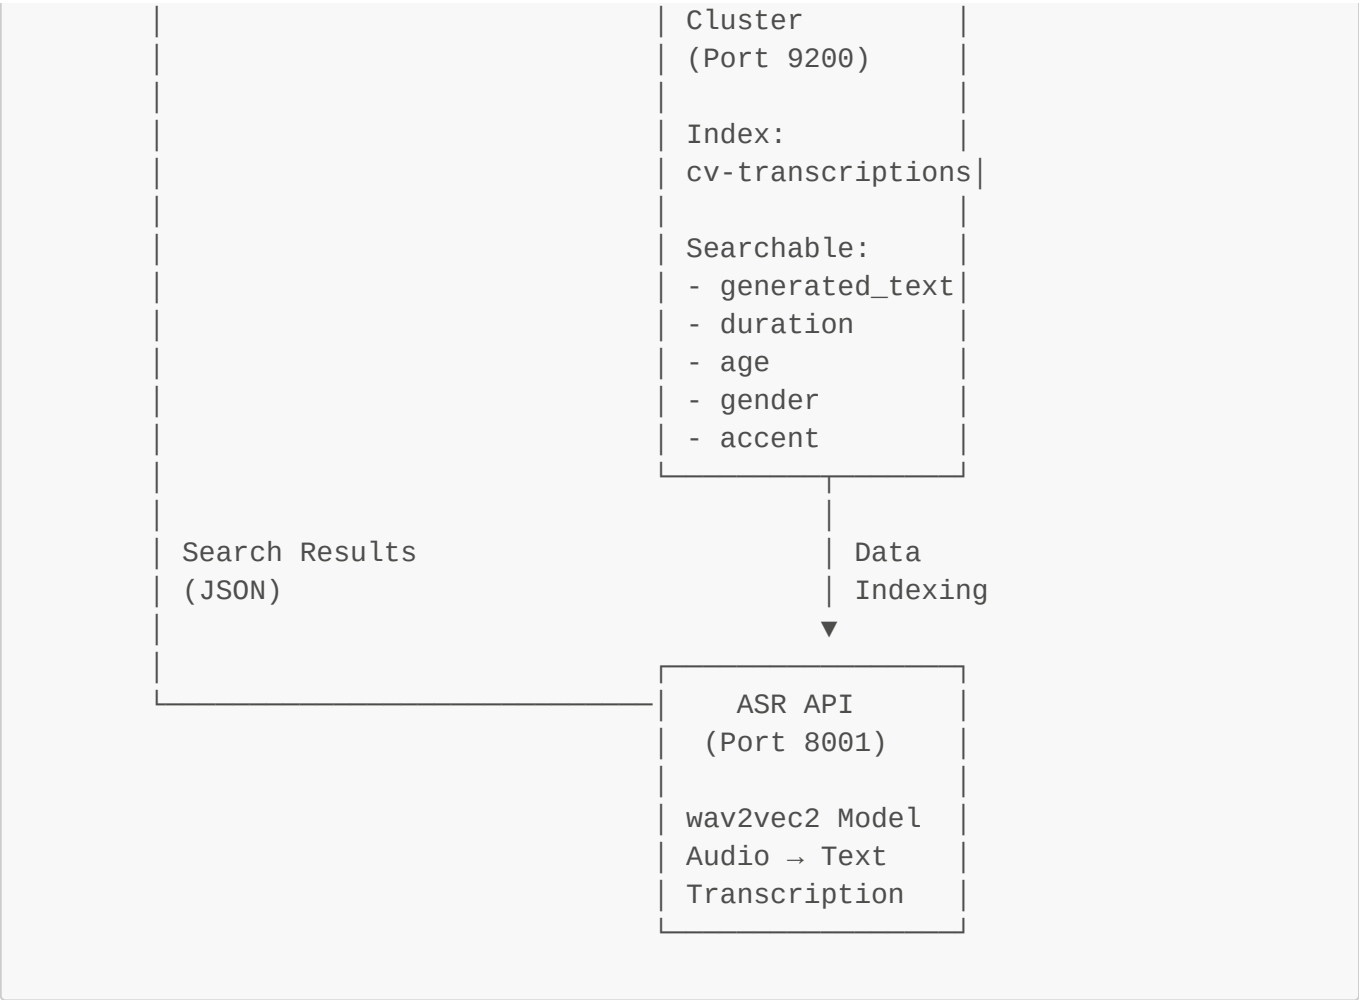 Cluster
(Port 9200)
Index:
cv-transcriptions
Searchable:
- generated_text
- duration
- age
- gender
- accent
Search Results
(JSON)
Data
Indexing
ASR API
(Port 8001)
wav2vec2 Model
Audio → Text
Transcription